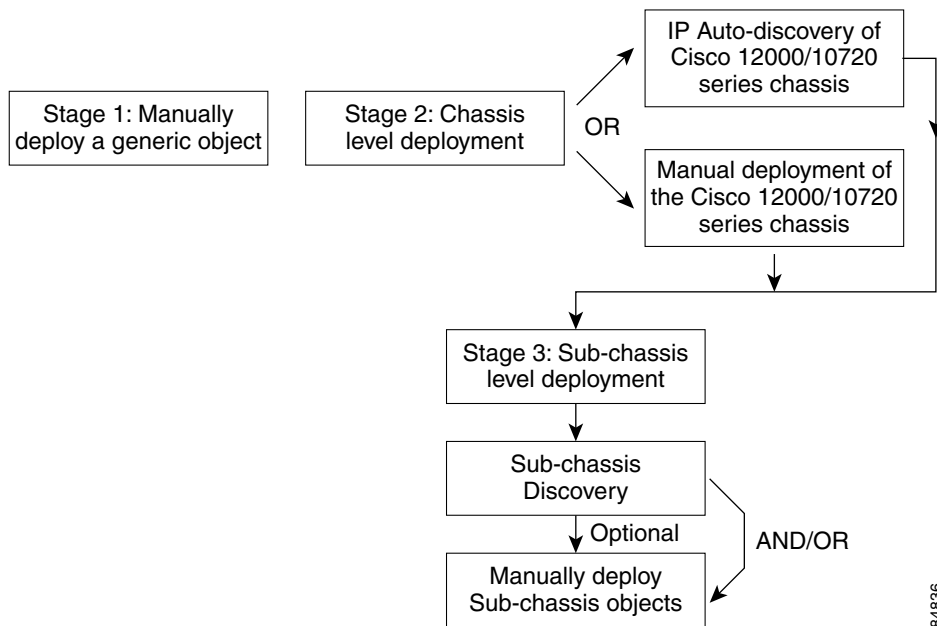 IP Auto-discovery of
Cisco 12000/10720
series chassis
Stage 1: Manually
deploy a generic object
Stage 2: Chassis
level deployment
OR
Manual deployment of
the Cisco 12000/10720
series chassis
Stage 3: Sub-chassis
level deployment
Sub-chassis
Discovery
Optional
AND/OR
Manually deploy
Sub-chassis objects
84836